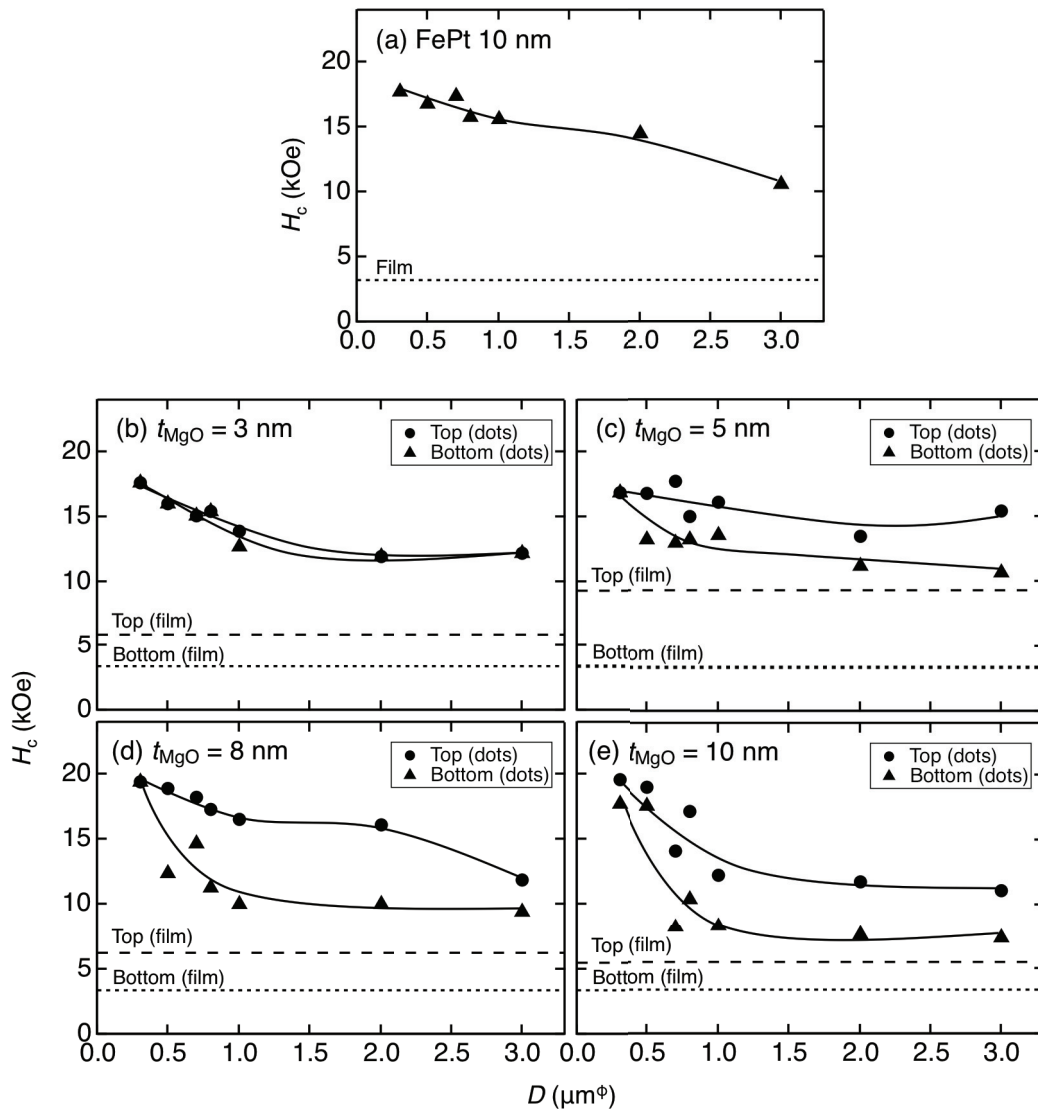 (a) FePt 10 nm
20
15
10
5
0
H_c (kOe)
Film
0.0 0.5 1.0 1.5 2.0 2.5 3.0
(b) t_MgO = 3 nm
Top (dots)
Bottom (dots)
20
15
10
5
0
Top (film)
Bottom (film)
(c) t_MgO = 5 nm
Top (dots)
Bottom (dots)
Top (film)
Bottom (film)
H_c (kOe)
(d) t_MgO = 8 nm
Top (dots)
Bottom (dots)
20
15
10
5
0
Top (film)
Bottom (film)
0.0 0.5 1.0 1.5 2.0 2.5 3.0
(e) t_MgO = 10 nm
Top (dots)
Bottom (dots)
Top (film)
Bottom (film)
0.0 0.5 1.0 1.5 2.0 2.5 3.0
D (μm^Φ)